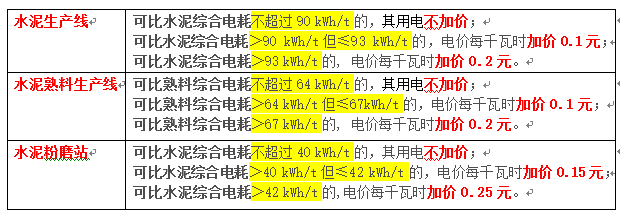 水泥生产线 可比水泥综合电耗不超过 90 kWh/t 的，其用电不加价；
可比水泥综合电耗＞90 kWh/t 但≤93 kWh/t 的，电价每千瓦时加价 0.1 元；
可比水泥综合电耗＞93 kWh/t 的, 电价每千瓦时加价 0.2 元。
水泥熟料生产线 可比熟料综合电耗不超过 64 kWh/t 的，其用电不加价；
可比熟料综合电耗＞64 kWh/t 但≤67kWh/t 的，电价每千瓦时加价 0.1 元；
可比熟料综合电耗＞67 kWh/t 的, 电价每千瓦时加价 0.2 元。
水泥粉磨站 可比水泥综合电耗不超过 40 kWh/t 的，其用电不加价；
可比水泥综合电耗＞40 kWh/t 但≤42 kWh/t 的，电价每千瓦时加价 0.15 元；
可比水泥综合电耗＞42 kWh/t 的,电价每千瓦时加价 0.25 元。